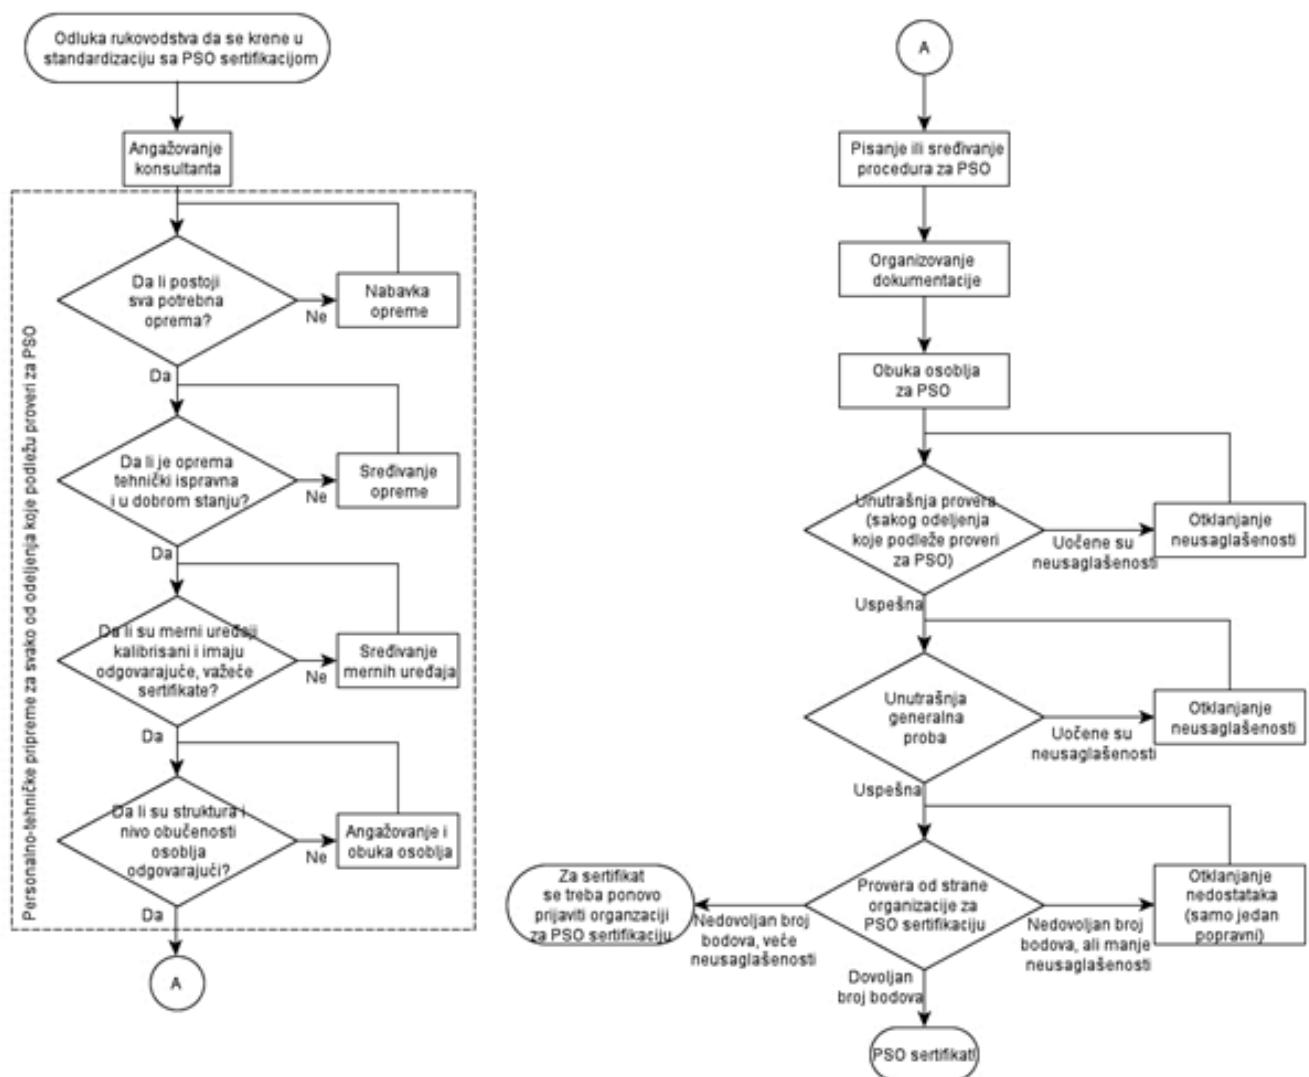 Odluka rukovodstva da se krene u
standardizaciju sa PSO sertifikacijom
Angažovanje
konsultanta
Personalno-tehničke pripreme za svako od odeljenja koje podležu proveri za PSO
Da li postoji
sva potrebna
oprema?
Ne
Nabavka
opreme
Da
Da li je oprema
tehnički ispravna
i u dobrom stanju?
Ne
Sređivanje
opreme
Da
Da li su merni uređaji
kalibrisani i imaju
odgovarajuće, važeće
sertifikate?
Ne
Sređivanje
mernih uređaja
Da
Da li su struktura i
nivo obučenosti
osoblja
odgovarajući?
Ne
Angažovanje i
obuka osoblja
Da
A
A
Pisanje ili sređivanje
procedura za PSO
Organizovanje
dokumentacije
Obuka osoblja
za PSO
Unutrašnja provera
(sakog odeljenja
koje podleže proveri
za PSO)
Uočene su
neusaglašenosti
Otklanjanje
neusaglašenosti
Uspešna
Unutrašnja
generalna
proba
Uočene su
neusaglašenosti
Otklanjanje
neusaglašenosti
Uspešna
Provera od strane
organizacije za
PSO sertifikaciju
Za sertifikat
se treba ponovo
prijaviti organzaciji
za PSO sertifikaciju
Nedovoljan broj
bodova, veće
neusaglašenosti
Nedovoljan broj
bodova, ali manje
neusaglašenosti
Otklanjanje
nedostataka
(samo jedan
popravni)
Dovoljan
broj bodova
PSO sertifikat!